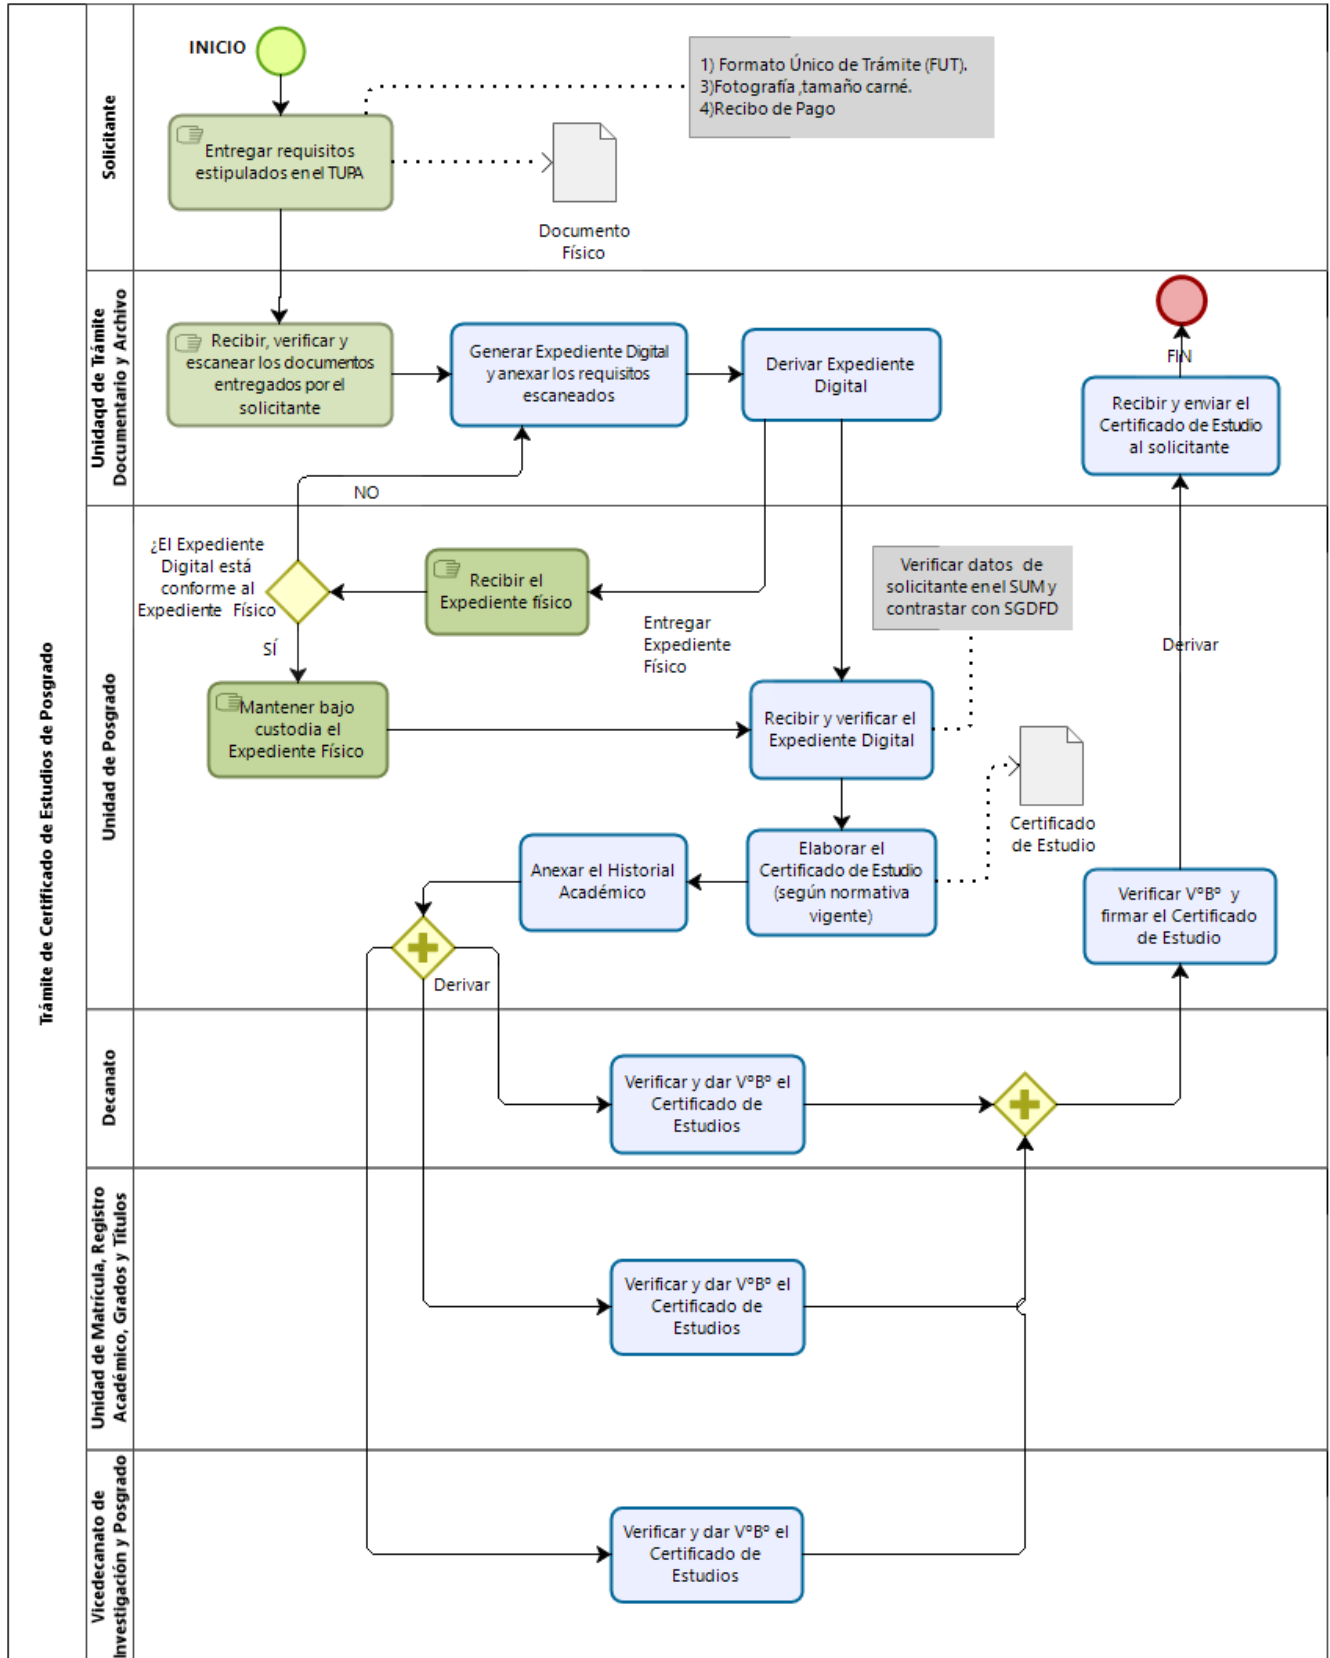 Trámite de Certificado de Estudios de Posgrado
Solicitante
INICIO
1) Formato Único de Trámite (FUT).
3)Fotografía ,tamaño carné.
4)Recibo de Pago
Entregar requisitos
estipulados en el TUPA
Documento
Físico
Unidaqd de Trámite
Documentario y Archivo
Recibir, verificar y
escanear los documentos
entregados por el
solicitante
Generar Expediente Digital
y anexar los requisitos
escaneados
Derivar Expediente
Digital
FIN
Recibir y enviar el
Certificado de Estudio
al solicitante
NO
Unidad de Posgrado
¿El Expediente
Digital está
conforme al
Expediente Físico
Recibir el
Expediente físico
Entregar
Expediente
Físico
Verificar datos de
solicitante en el SUM y
contrastar con SGDFD
Derivar
SÍ
Mantener bajo
custodia el
Expediente Físico
Recibir y verificar el
Expediente Digital
Certificado
de Estudio
Anexar el Historial
Académico
Elaborar el
Certificado de Estudio
(según normativa
vigente)
Verificar VºBº y
firmar el Certificado
de Estudio
Derivar
Decanato
Verificar y dar VºBº el
Certificado de
Estudios
Unidad de Matrícula, Registro
Académico, Grados y Títulos
Verificar y dar VºBº el
Certificado de
Estudios
Vicedecanato de
Investigación y Posgrado
Verificar y dar VºBº el
Certificado de
Estudios